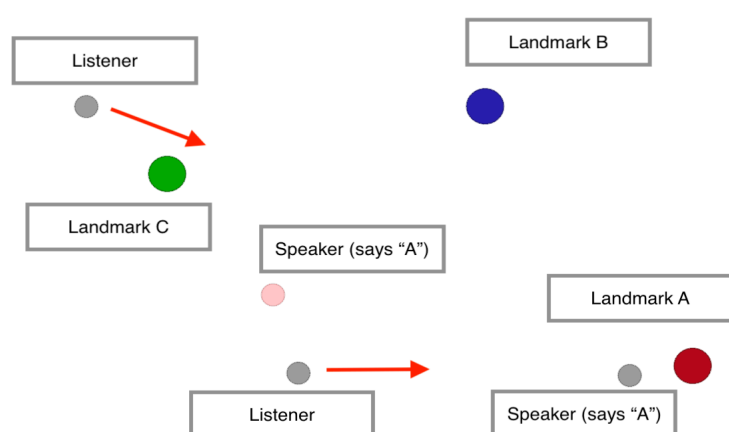 Landmark B
Listener
Landmark C
Speaker (says “A”)
Landmark A
Listener
Speaker (says “A”)